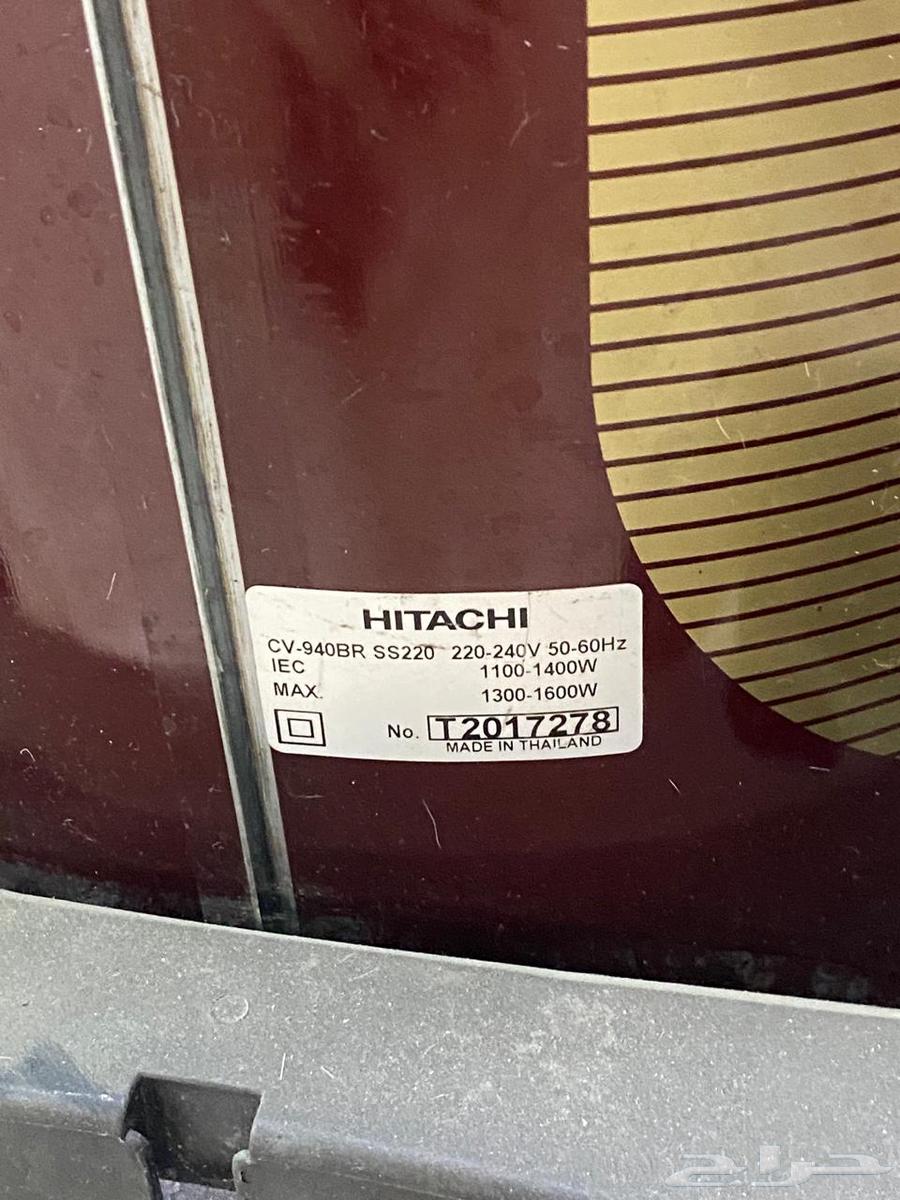 HITACHI
CV-940BR SS220 220-240V 50-60Hz
IEC 1100-1400W
MAX. 1300-1600W
No. T2017278
MADE IN THAILAND
حراج